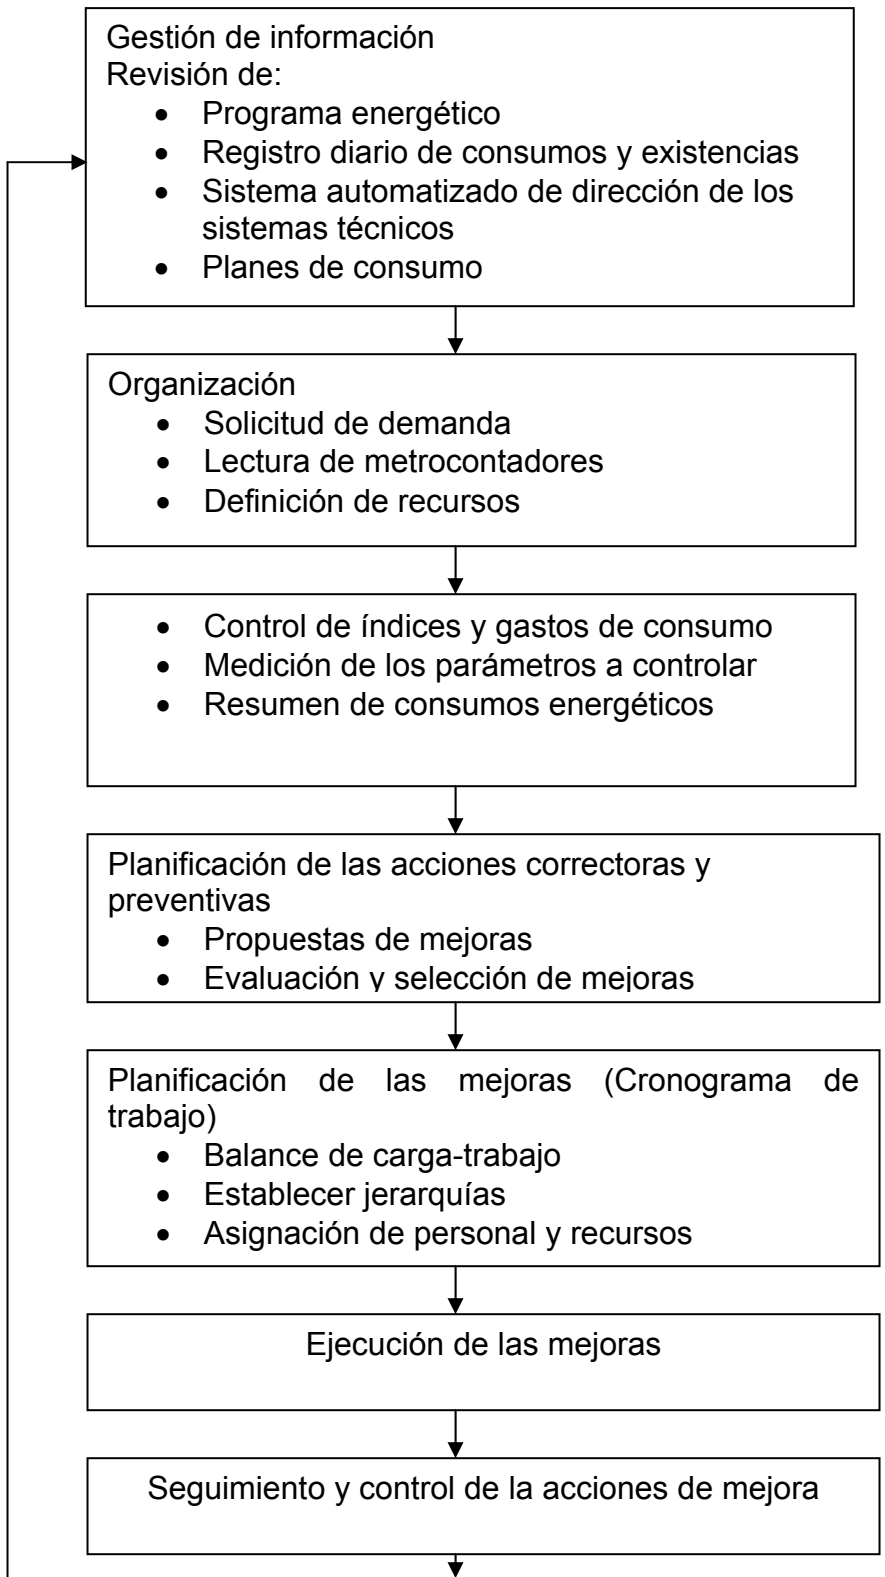 Gestión de información
Revisión de:
• Programa energético
• Registro diario de consumos y existencias
• Sistema automatizado de dirección de los
sistemas técnicos
• Planes de consumo
Organización
• Solicitud de demanda
• Lectura de metrocontadores
• Definición de recursos
• Control de índices y gastos de consumo
• Medición de los parámetros a controlar
• Resumen de consumos energéticos
Planificación de las acciones correctoras y
preventivas
• Propuestas de mejoras
• Evaluación y selección de mejoras
Planificación de las mejoras (Cronograma de
trabajo)
• Balance de carga-trabajo
• Establecer jerarquías
• Asignación de personal y recursos
Ejecución de las mejoras
Seguimiento y control de la acciones de mejora